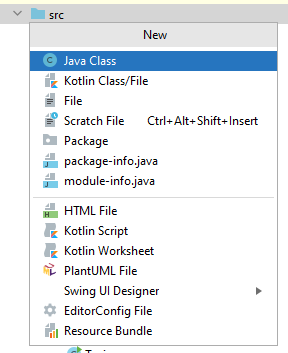 src
New
Java Class
Kotlin Class/File
File
Scratch File Ctrl+Alt+Shift+Insert
Package
package-info.java
module-info.java
HTML File
Kotlin Script
Kotlin Worksheet
PlantUML File
Swing UI Designer
EditorConfig File
Resource Bundle